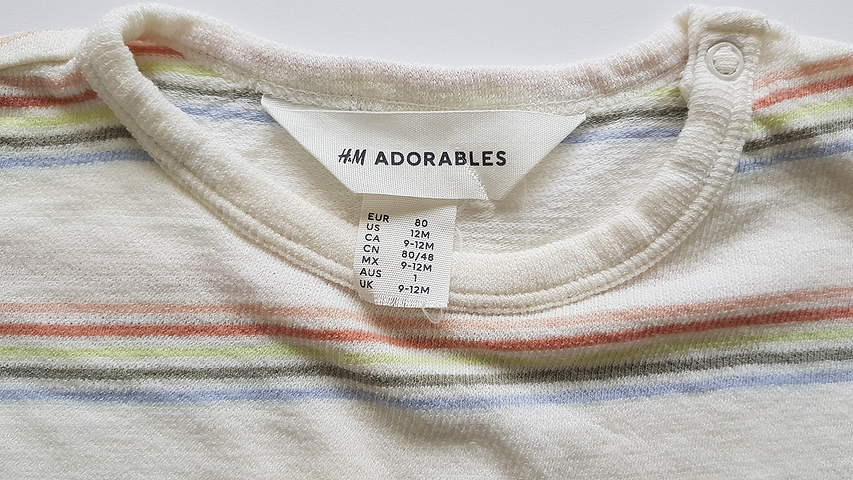 H&M ADORABLES
EUR 80
US 12M
CA 9-12M
CN 80/48
MX 9-12M
AUS 1
UK 9-12M